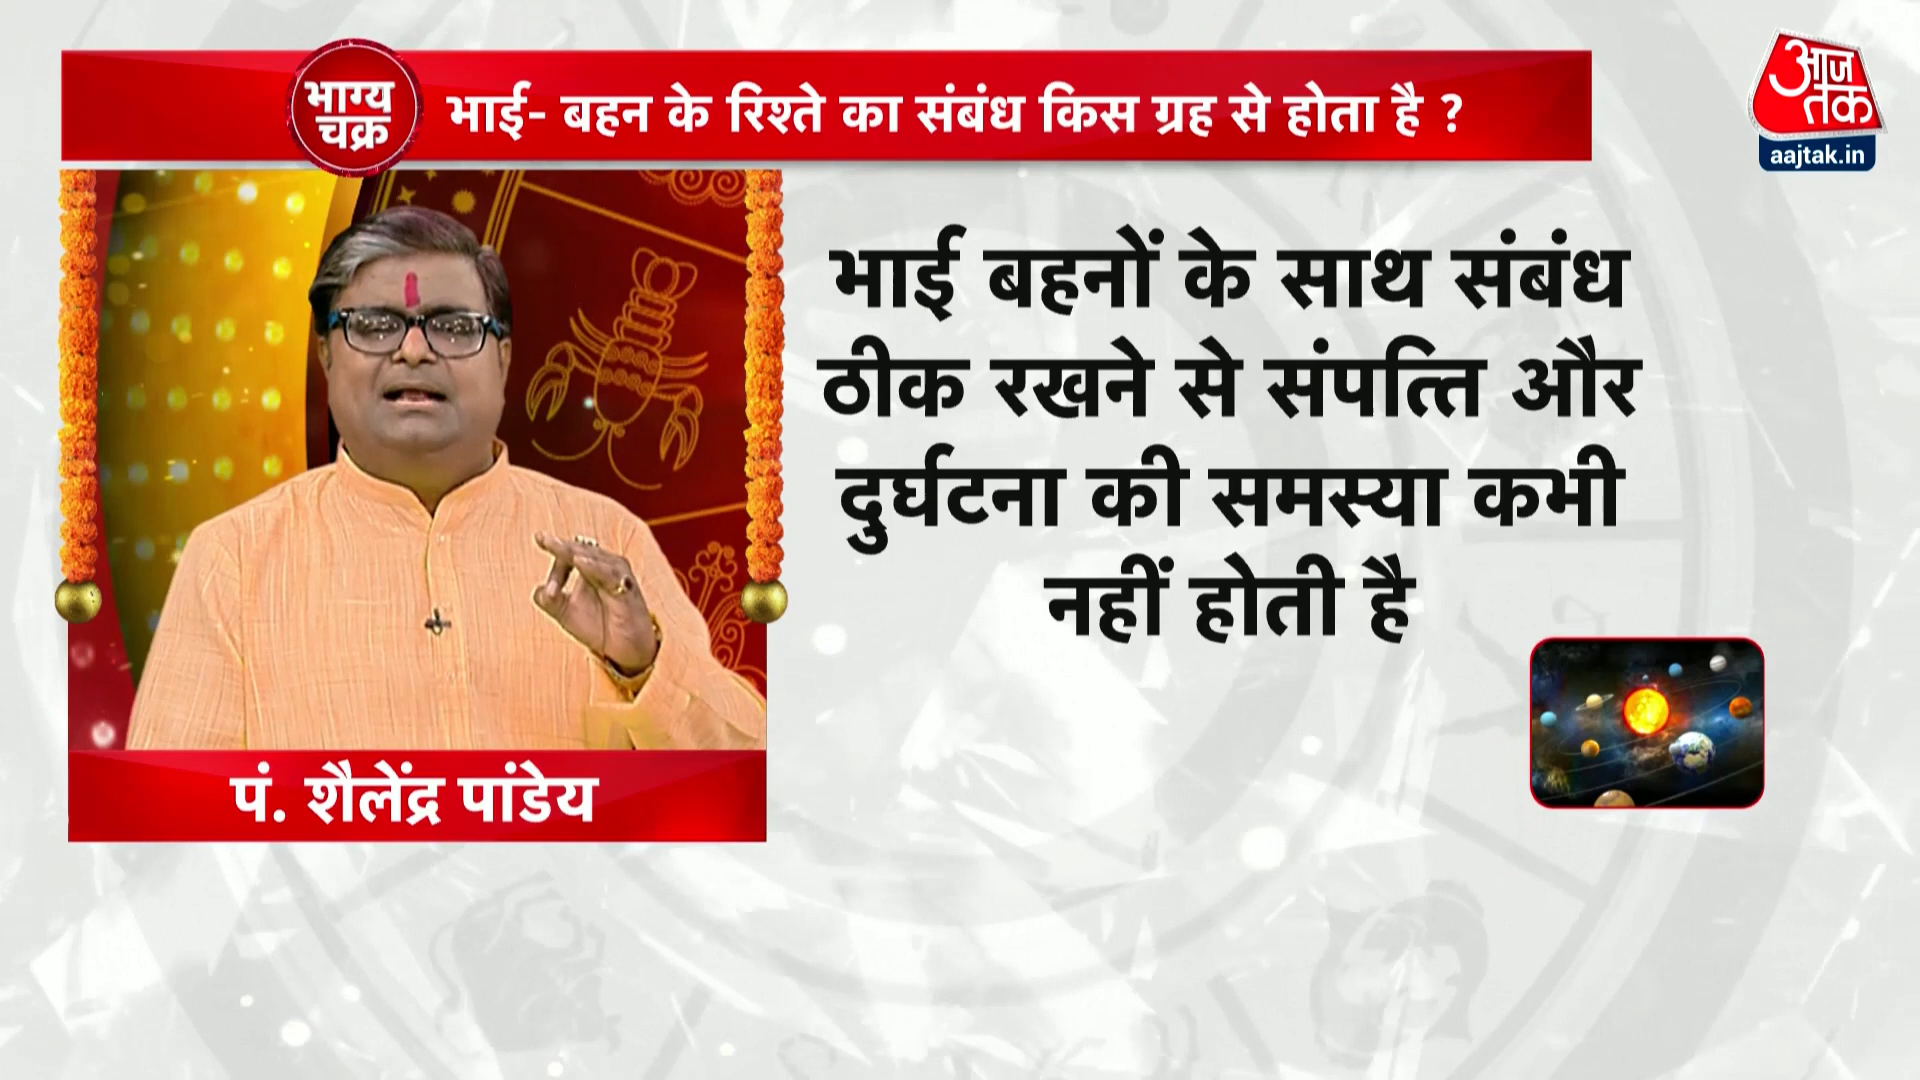 भाग्य
चक्र
भाई- बहन के रिश्ते का संबंध किस ग्रह से होता है ?
आज
तक
aajtak.in
भाई बहनों के साथ संबंध
ठीक रखने से संपत्ति और
दुर्घटना की समस्या कभी
नहीं होती है
पं. शैलेंद्र पांडेय